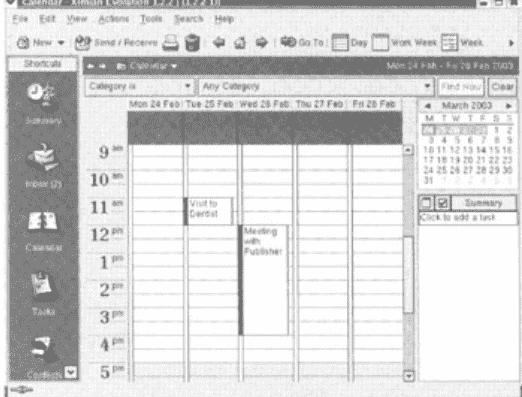 Calendar - Ximian Evolution 1.2.2 [1.2.2.0]
File Edit View Actions Tools Search Help
New Send / Receive Go To: Day Work Week Week
Shortcuts
Calendar
Mon 24 Feb - Fri 28 Feb 2003
Category is Any Category Find Now Clear
Summary
Inbox (2)
Calendar
Tasks
Contacts
Mon 24 Feb Tue 25 Feb Wed 26 Feb Thu 27 Feb Fri 28 Feb
9 am
10 am
11 am
12 pm
1 pm
2 pm
3 pm
4 pm
5 pm
Visit to
Dentist
Meeting
with
Publisher
March 2003
M T W T F S S
24 25 26 27 28 1 2
3 4 5 6 7 8 9
10 11 12 13 14 15 16
17 18 19 20 21 22 23
24 25 26 27 28 29 30
31
Summary
Click to add a task